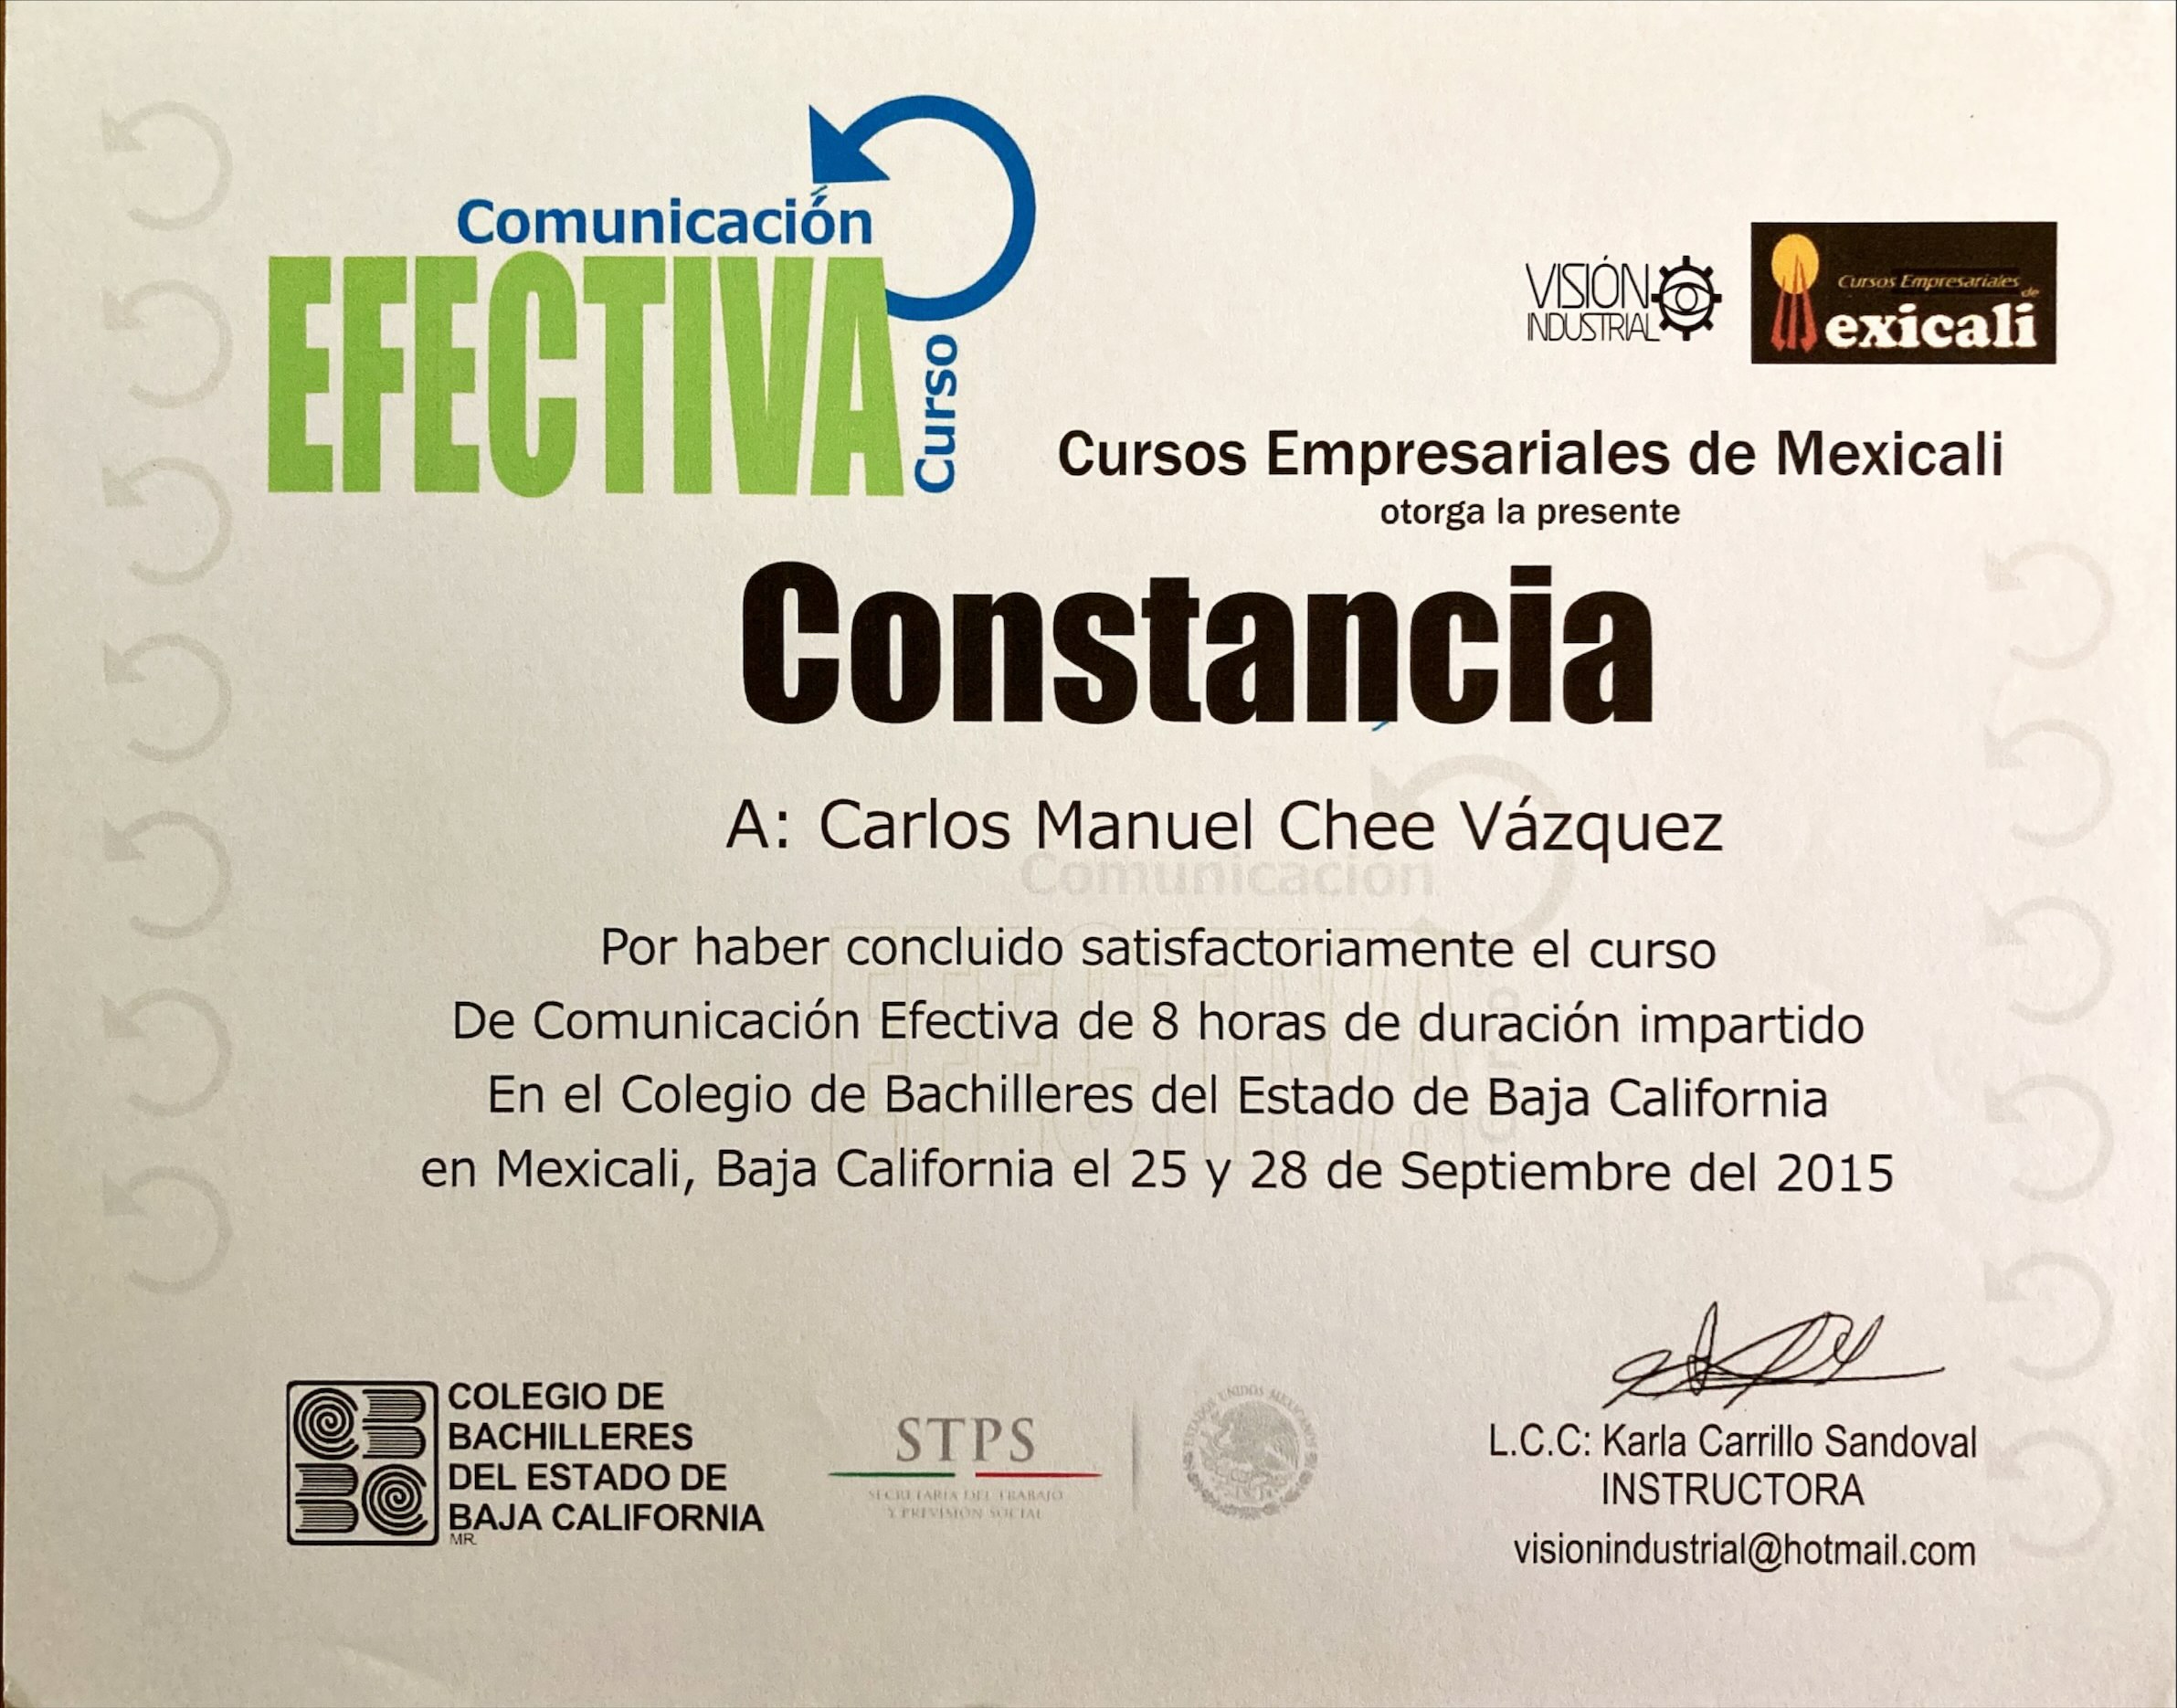 Comunicación
EFECTIVA
Curso
VISIÓN
INDUSTRIAL
Cursos Empresariales
de
Mexicali
Cursos Empresariales de Mexicali
otorga la presente
Constancia
A: Carlos Manuel Chee Vázquez
Comunicación
EFECTIVA
Curso
Por haber concluido satisfactoriamente el curso
De Comunicación Efectiva de 8 horas de duración impartido
En el Colegio de Bachilleres del Estado de Baja California
en Mexicali, Baja California el 25 y 28 de Septiembre del 2015
COLEGIO DE
BACHILLERES
DEL ESTADO DE
BAJA CALIFORNIA
MR
STPS
SECRETARÍA DEL TRABAJO
Y PREVISIÓN SOCIAL
ESTADOS UNIDOS MEXICANOS
L.C.C: Karla Carrillo Sandoval
INSTRUCTORA
visionindustrial@hotmail.com